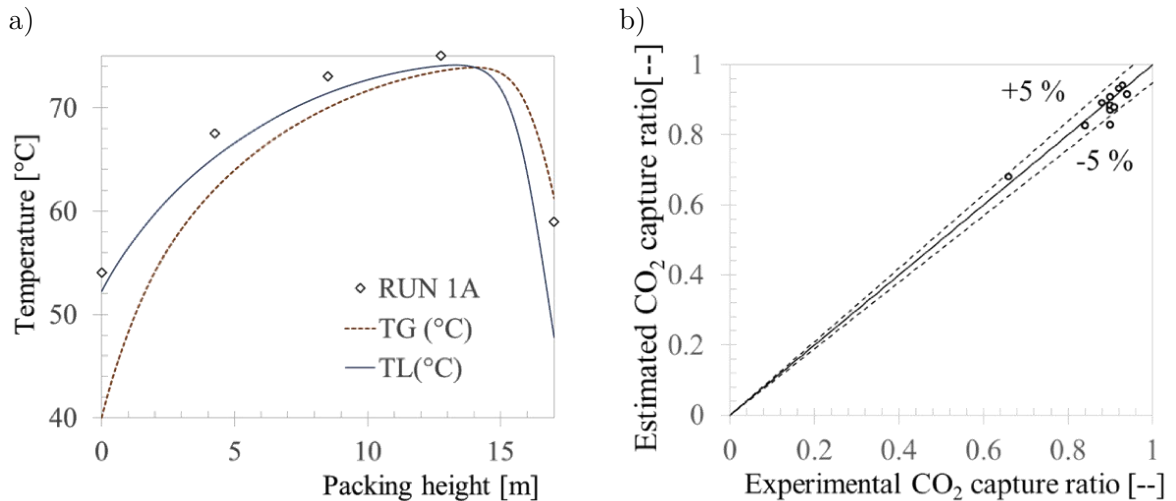 a)
Temperature [°C]
70
60
50
40
0
5
10
15
Packing height [m]
RUN 1A
TG (°C)
TL(°C)
b)
Estimated CO₂ capture ratio[--]
1
0.8
0.6
0.4
0.2
0
+5 %
-5 %
0
0.2
0.4
0.6
0.8
1
Experimental CO₂ capture ratio [--]